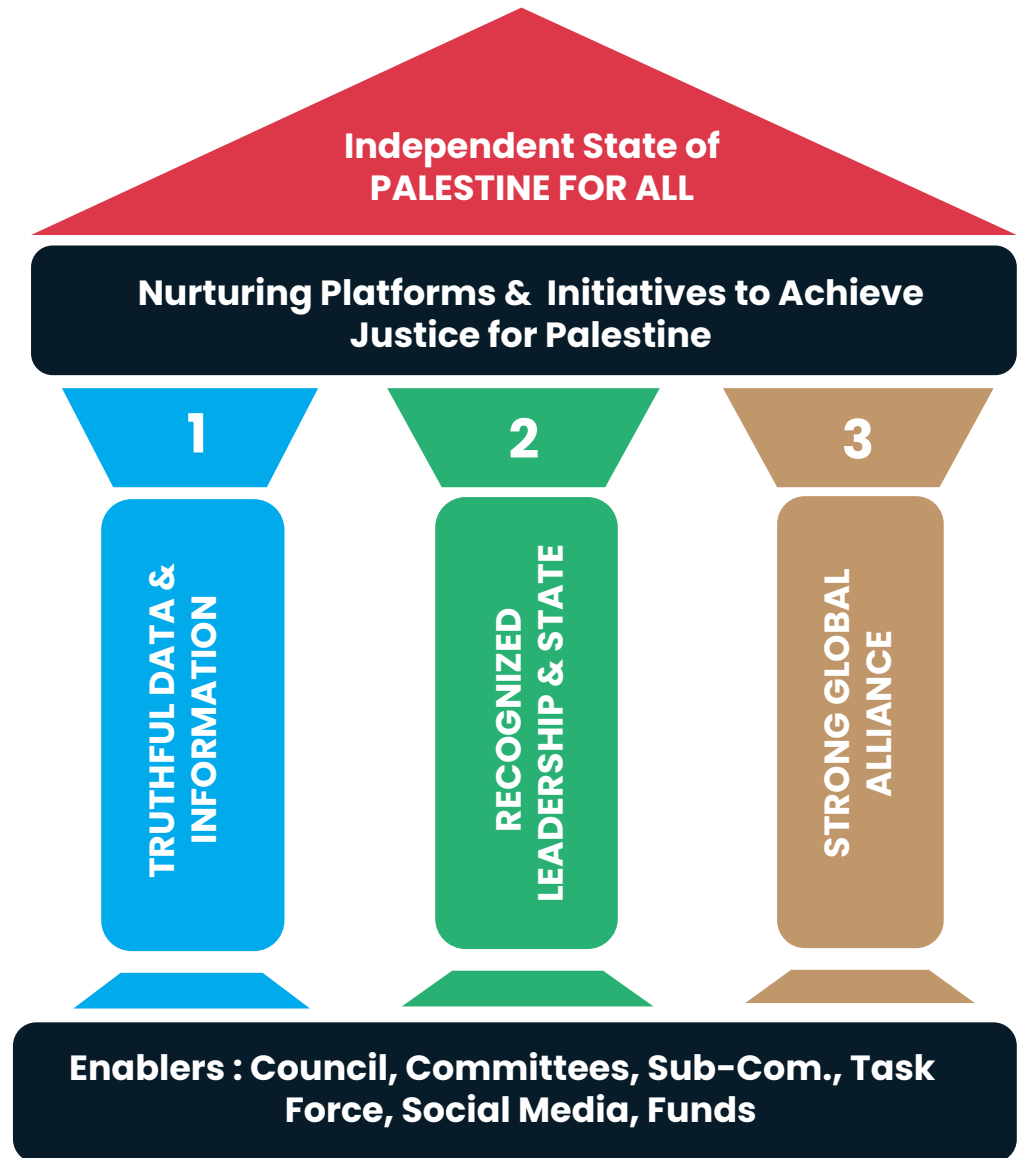 Independent State of
PALESTINE FOR ALL
Nurturing Platforms & Initiatives to Achieve
Justice for Palestine
1
TRUTHFUL DATA &
INFORMATION
2
RECOGNIZED
LEADERSHIP & STATE
3
STRONG GLOBAL
ALLIANCE
Enablers : Council, Committees, Sub-Com., Task
Force, Social Media, Funds